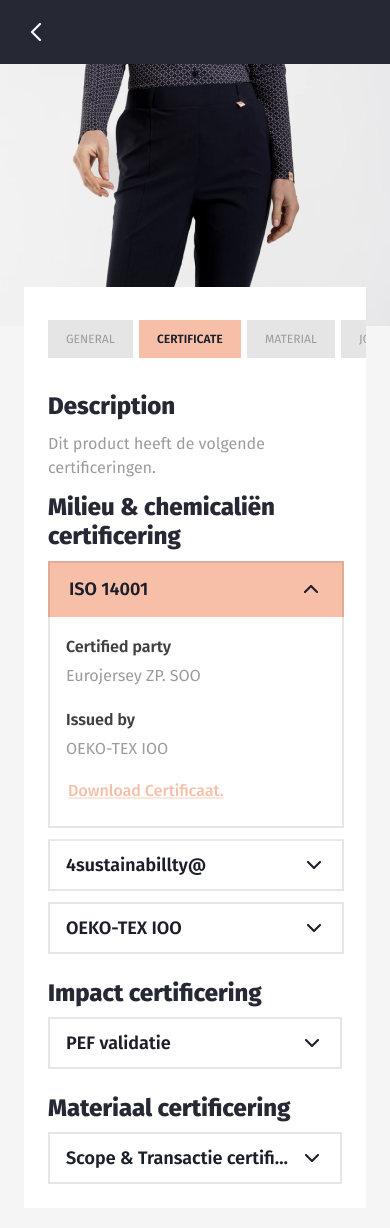 GENERAL
CERTIFICATE
MATERIAL
JO
Description
Dit product heeft de volgende
certificeringen.
Milieu & chemicaliën
certificering
ISO 14001
Certified party
Eurojersey ZP. SOO
Issued by
OEKO-TEX IOO
Download Certificaat.
4sustainabillty@
OEKO-TEX IOO
Impact certificering
PEF validatie
Materiaal certificering
Scope & Transactie certifi...